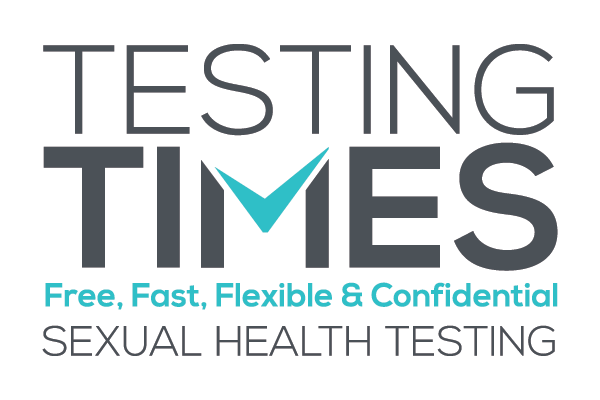 TESTING
TIMES
Free, Fast, Flexible & Confidential
SEXUAL HEALTH TESTING